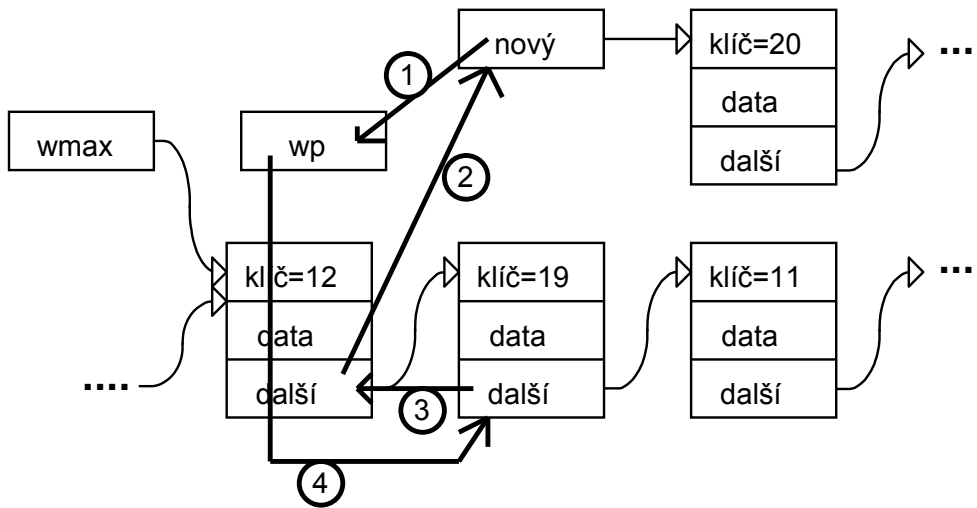 nový
klíč=20
...
1
data
wmax
wp
2
další
klíč=12
klíč=19
klíč=11
...
data
data
data
....
další
3
další
další
4